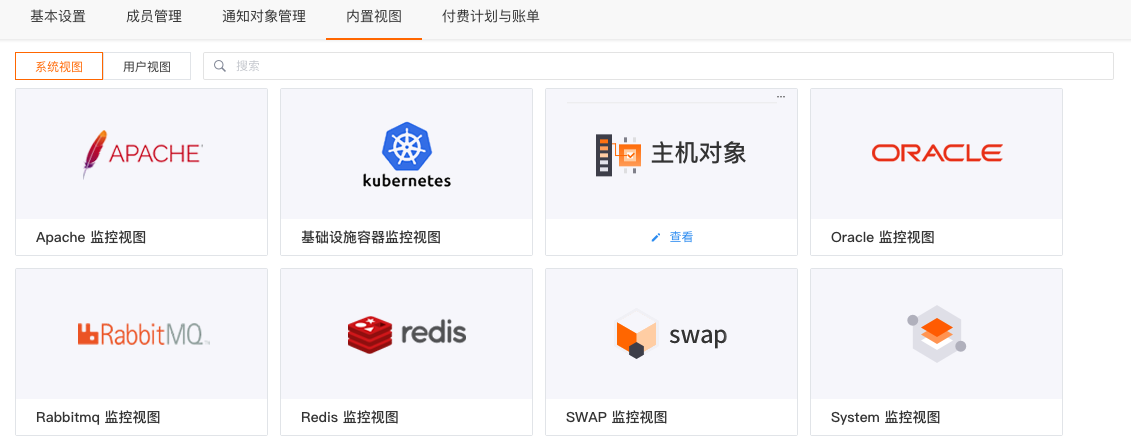 基本设置 成员管理 通知对象管理 内置视图 付费计划与账单
系统视图 用户视图 搜索
APACHE
kubernetes
主机对象
ORACLE
Apache 监控视图
基础设施容器监控视图
查看
Oracle 监控视图
RabbitMQ
redis
swap
Rabbitmq 监控视图
Redis 监控视图
SWAP 监控视图
System 监控视图